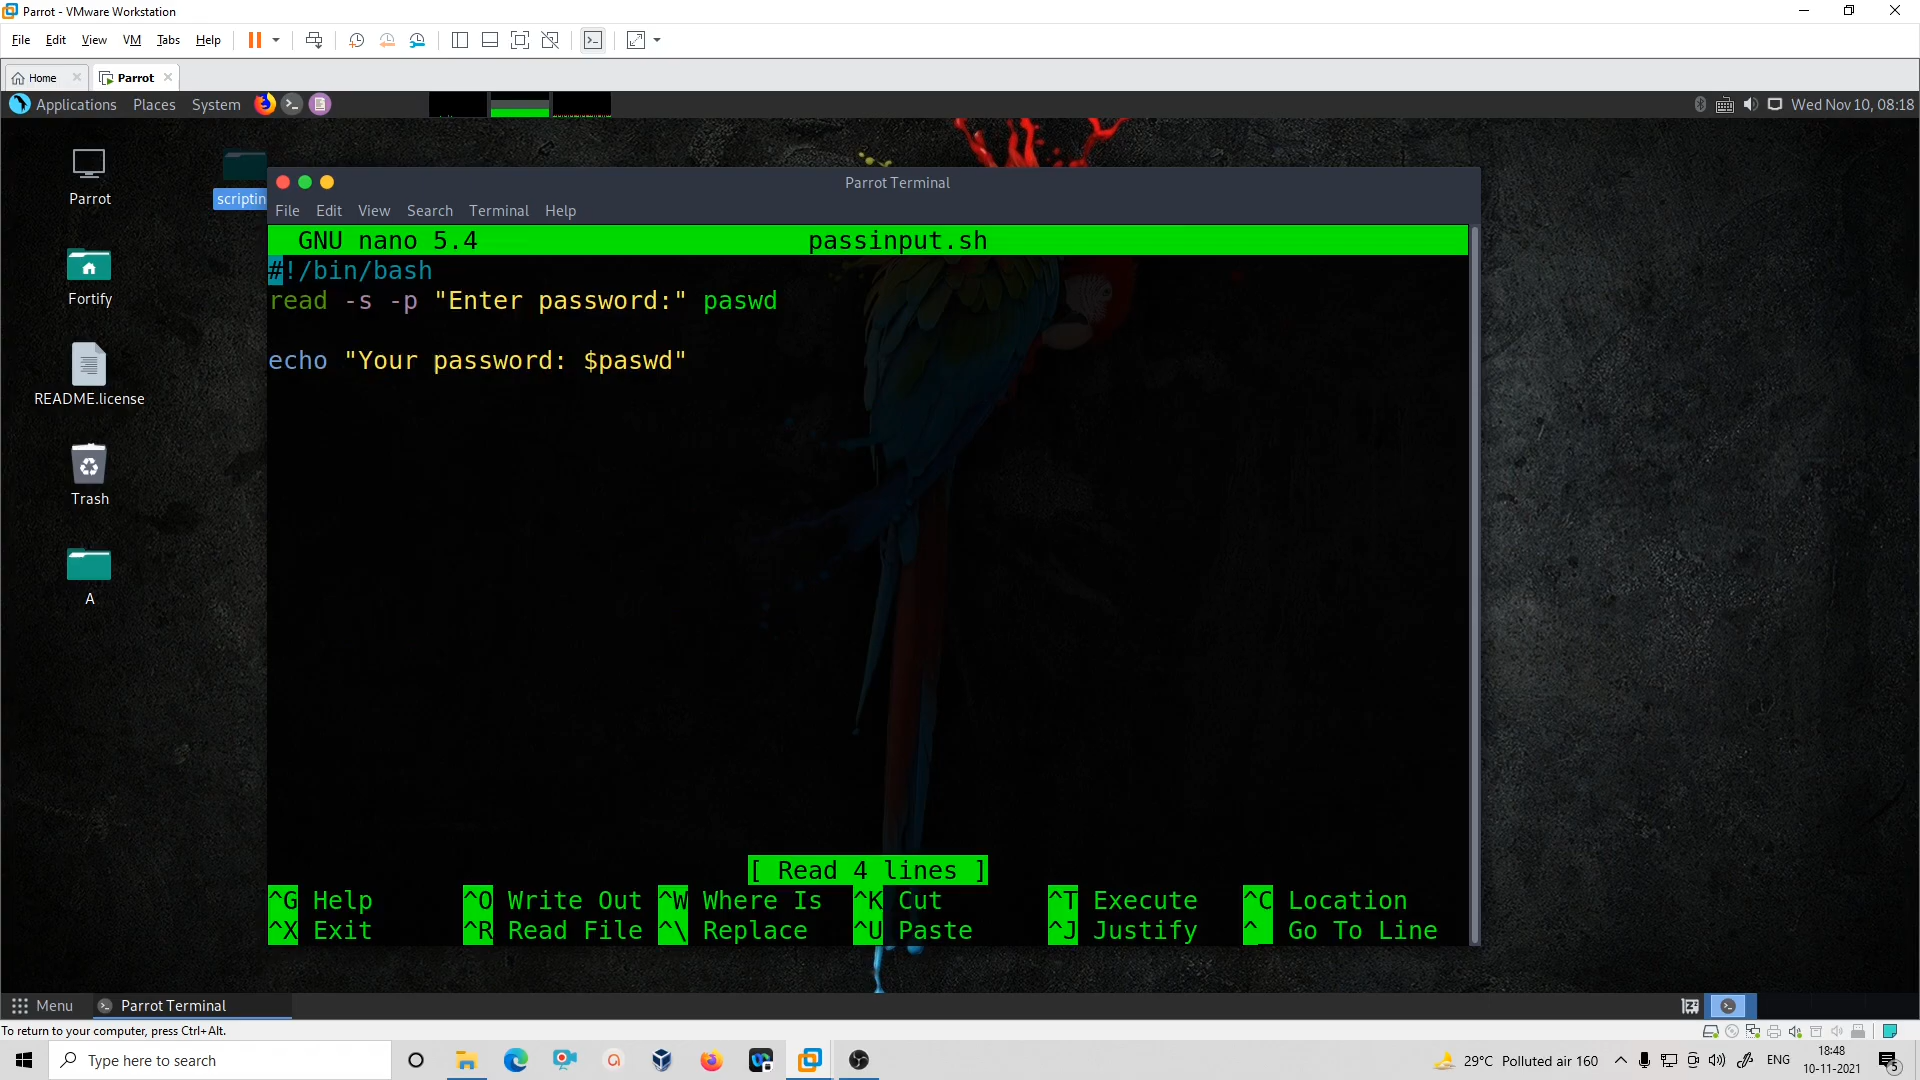 Parrot - VMware Workstation
File Edit View VM Tabs Help
Home Parrot
Applications Places System Wed Nov 10, 08:18
Parrot
scriptin
Parrot Terminal
File Edit View Search Terminal Help
GNU nano 5.4 passinput.sh
#!/bin/bash
read -s -p "Enter password:" paswd
echo "Your password: $paswd"
Fortify
README.license
Trash
A
[ Read 4 lines ]
^G Help ^O Write Out ^W Where Is ^K Cut ^T Execute ^C Location
^X Exit ^R Read File ^\ Replace ^U Paste ^J Justify ^_ Go To Line
Menu Parrot Terminal
To return to your computer, press Ctrl+Alt.
Type here to search 29°C Polluted air 160 ENG 18:48
10-11-2021 5